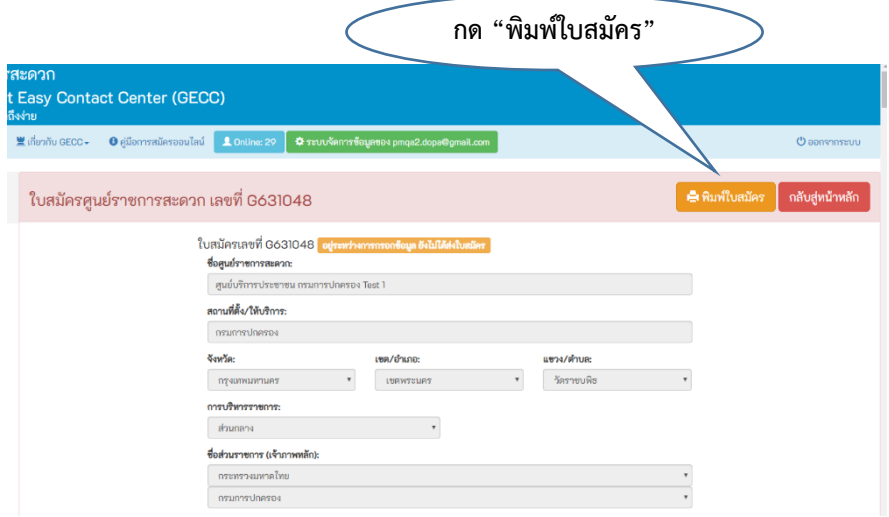 กด “พิมพ์ใบสมัคร”
รสะดวก
t Easy Contact Center (GECC)
ถึงง่าย
เกี่ยวกับ GECC
คู่มือการสมัครออนไลน์
Online: 29
ระบบจัดการข้อมูลของ pmqa2.dopa@gmail.com
ออกจากระบบ
ใบสมัครศูนย์ราชการสะดวก เลขที่ G631048
พิมพ์ใบสมัคร
กลับสู่หน้าหลัก
ใบสมัครเลขที่ G631048 อยู่ระหว่างการกรอกข้อมูล ยังไม่ได้ส่งใบสมัคร
ชื่อศูนย์ราชการสะดวก:
ศูนย์บริการประชาชน กรมการปกครอง Test 1
สถานที่ตั้ง/ให้บริการ:
กรมการปกครอง
จังหวัด: เขต/อำเภอ: แขวง/ตำบล:
กรุงเทพมหานคร เขตพระนคร วัดราชบพิธ
การบริหารราชการ:
ส่วนกลาง
ชื่อส่วนราชการ (เจ้าภาพหลัก):
กระทรวงมหาดไทย
กรมการปกครอง